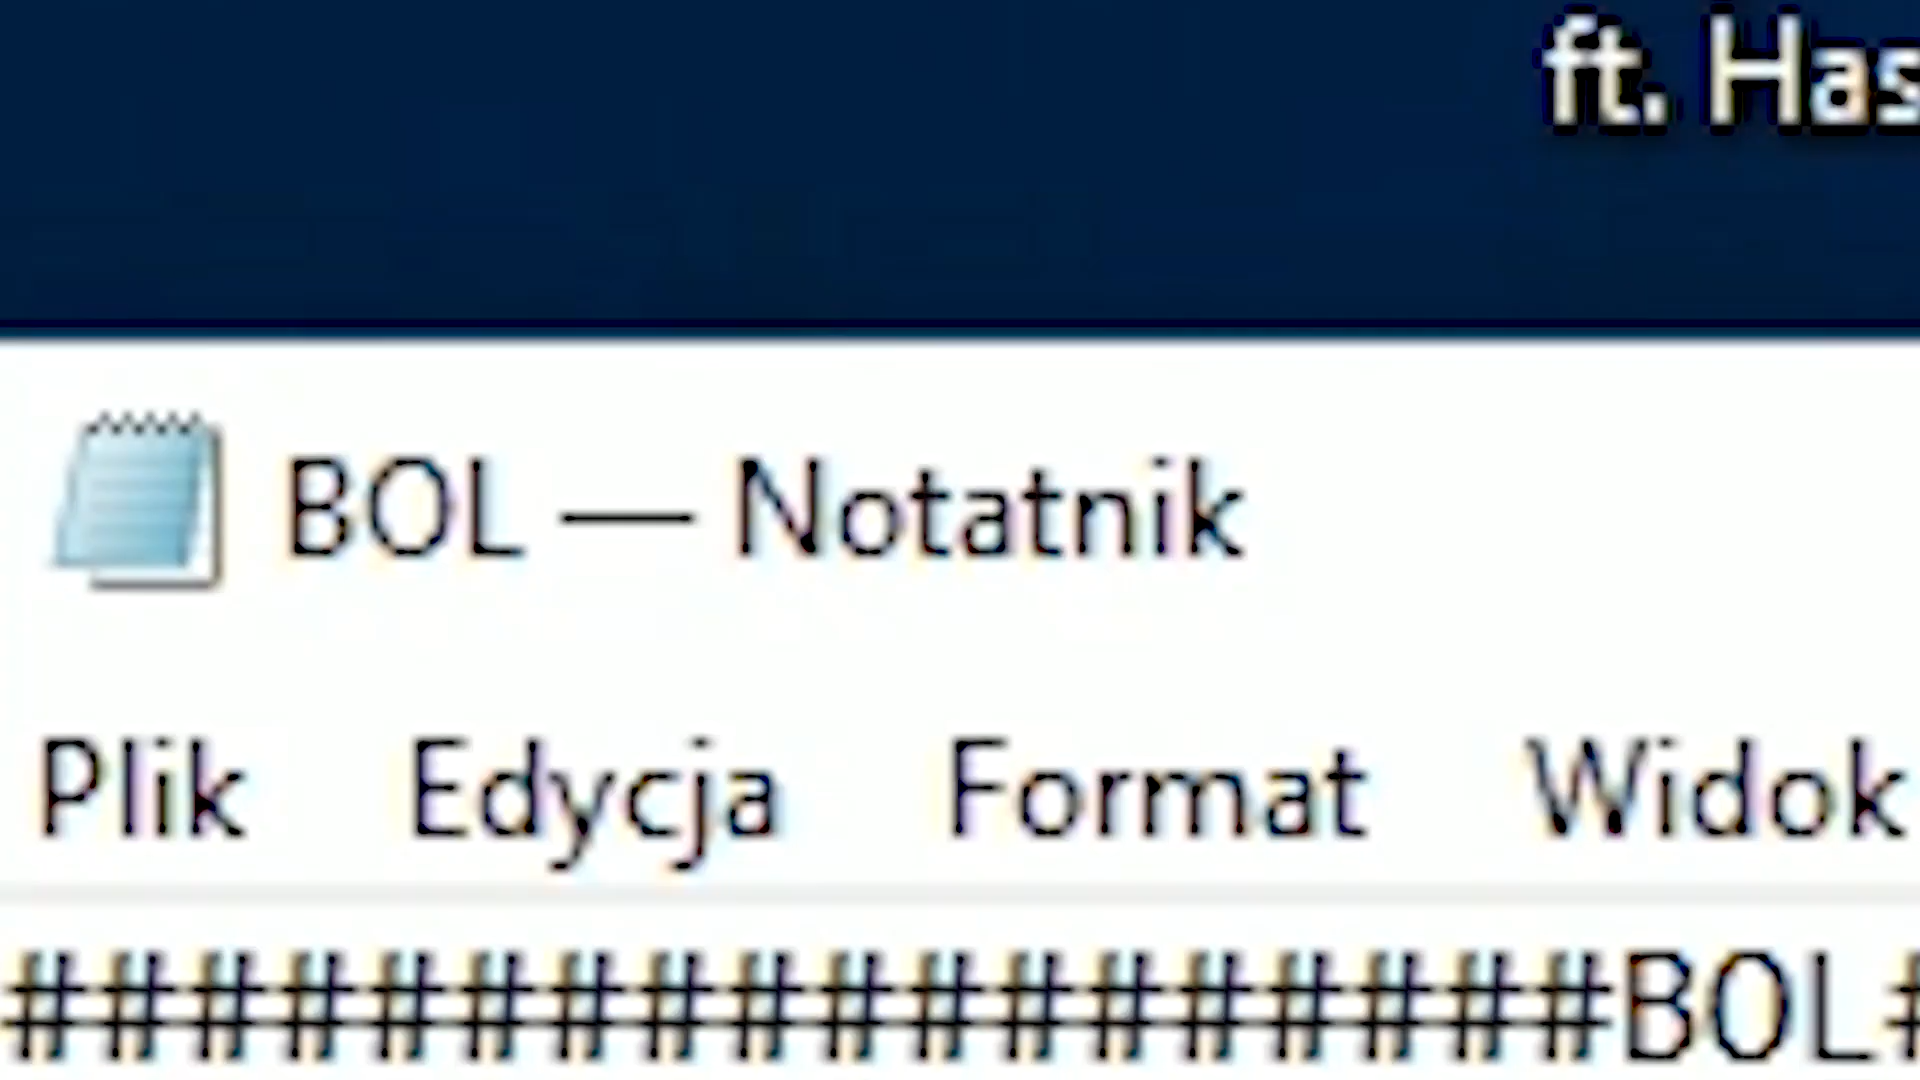 ft. Has
BOL — Notatnik
Plik Edycja Format Widok
##################BOL#